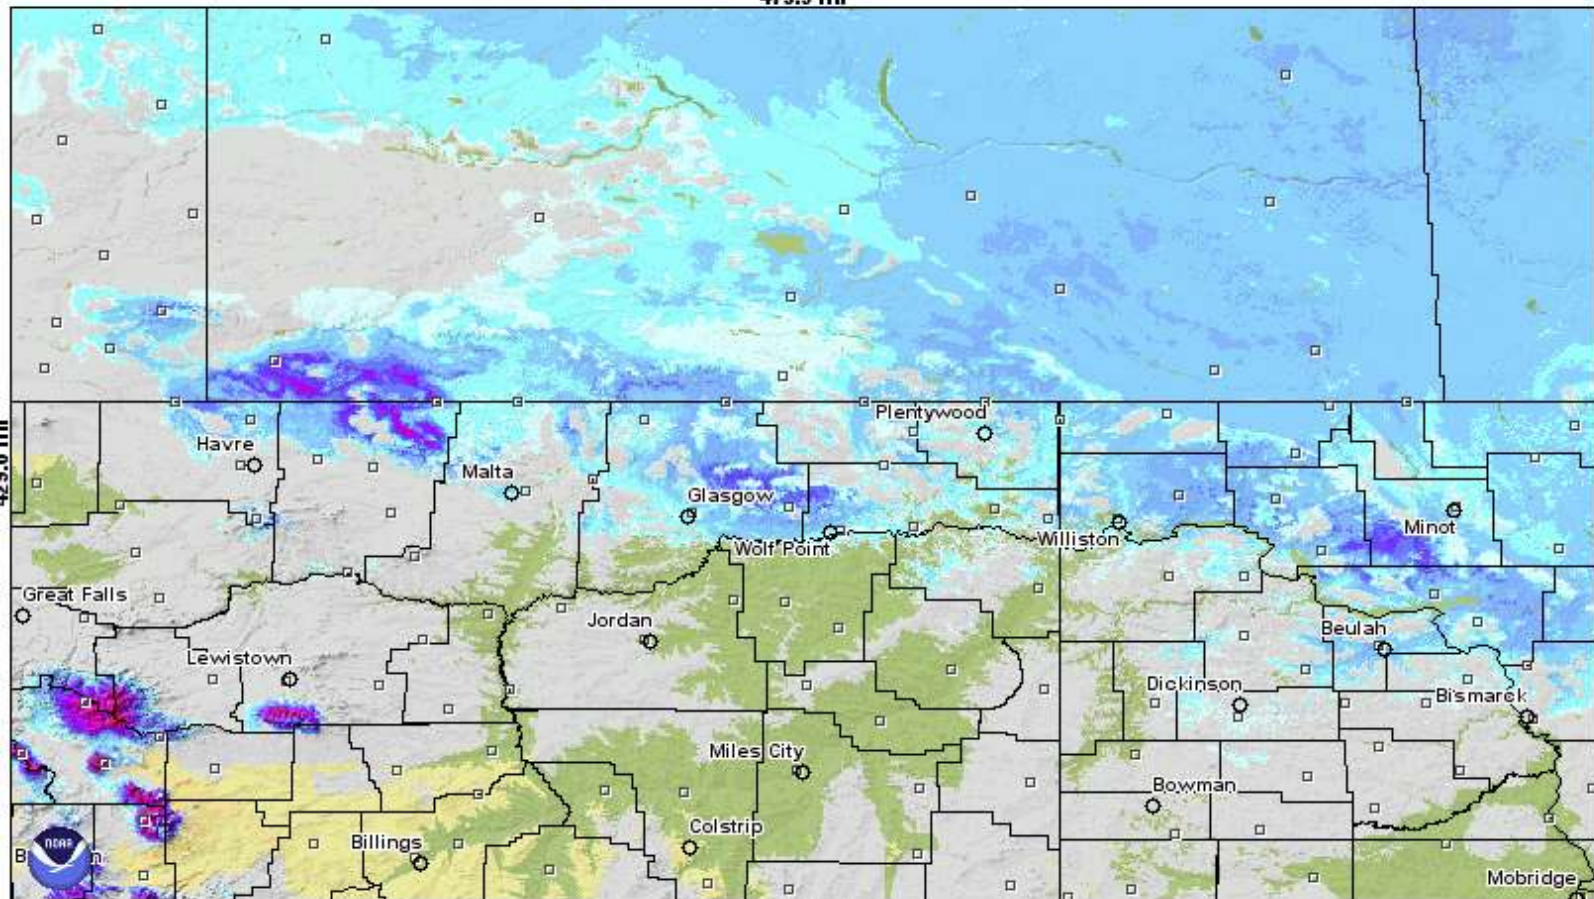 Plentywood
Havre
Malta
Glasgow
Minot
Wolf Point
Williston
Great Falls
Jordan
Beulah
Lewistown
Dickinson
Bismarck
Miles City
Bowman
Colstrip
Billings
NOAA
Mobridge